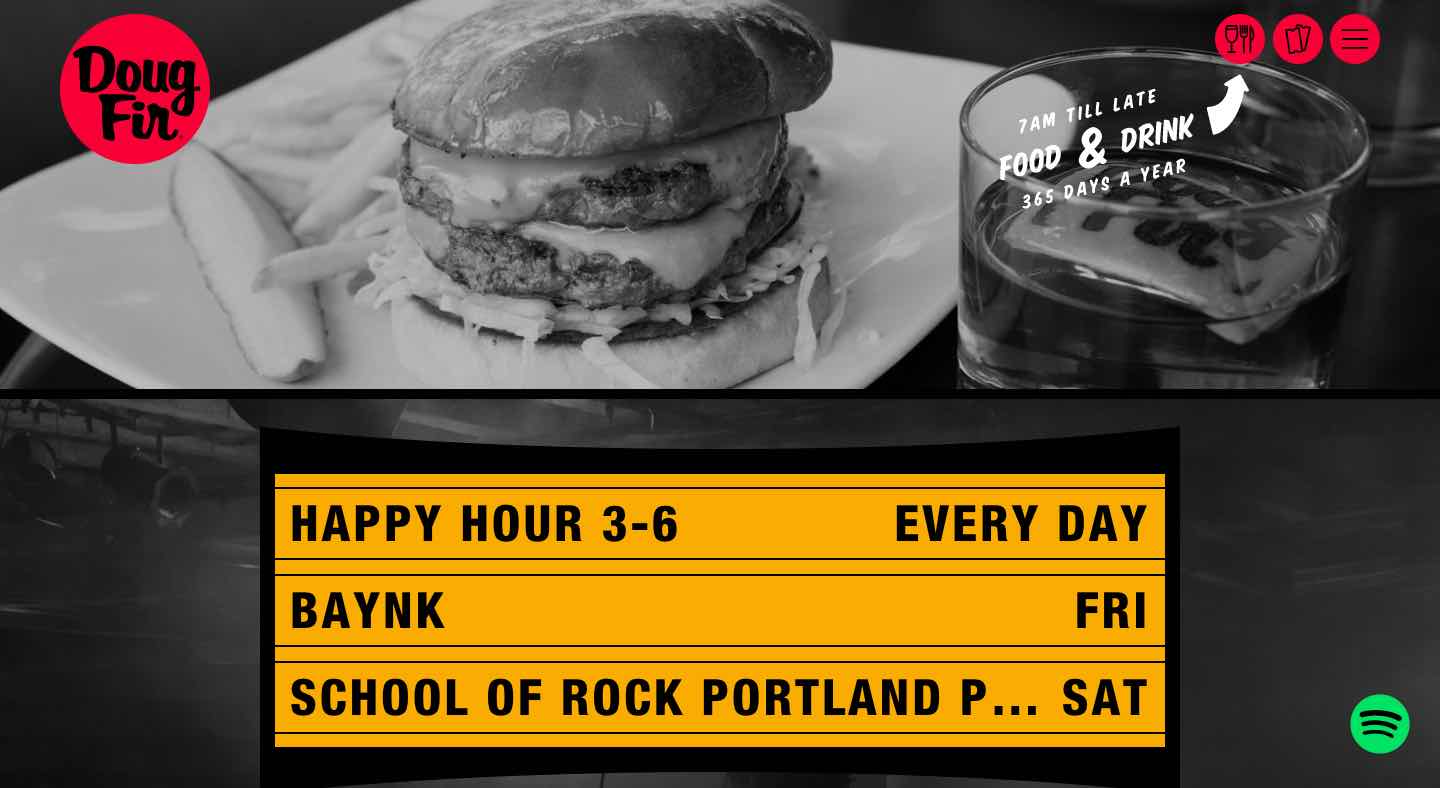 Doug
Fir
7AM TILL LATE
FOOD & DRINK
365 DAYS A YEAR
HAPPY HOUR 3-6 EVERY DAY
BAYNK FRI
SCHOOL OF ROCK PORTLAND P... SAT